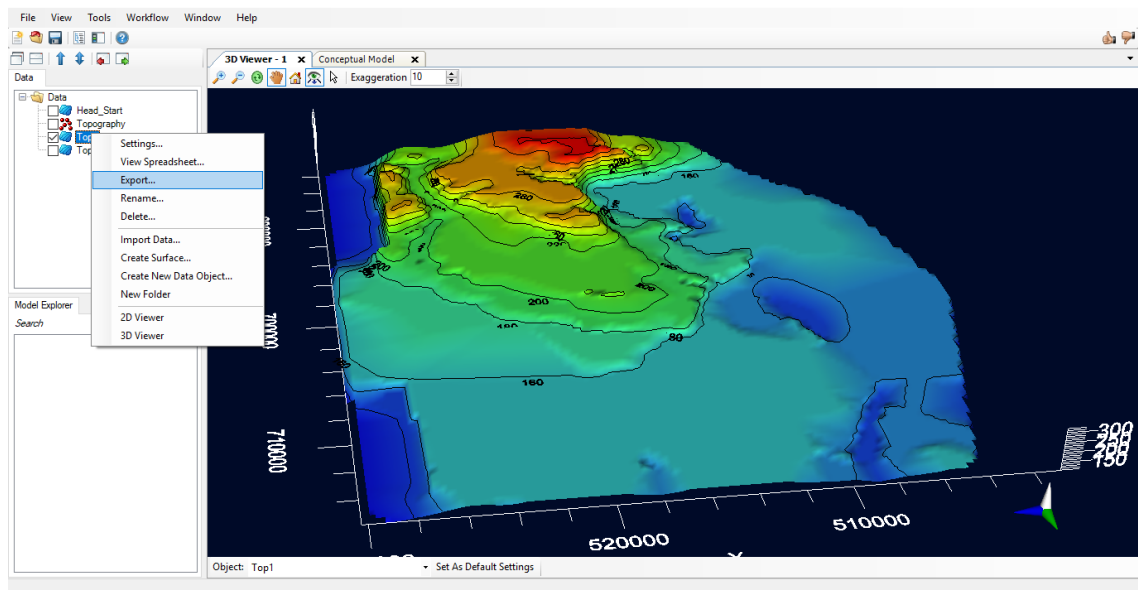 File View Tools Workflow Window Help
3D Viewer - 1 x Conceptual Model x
Data
Exaggeration 10
Data
Head_Start
Topography
Top
Top
Settings...
View Spreadsheet...
Export...
Rename...
Delete...
Import Data...
Create Surface...
Create New Data Object...
New Folder
2D Viewer
3D Viewer
Model Explorer
Search
180
260
200
80
160
710000
520000
510000
300
250
200
150
Object: Top1 Set As Default Settings